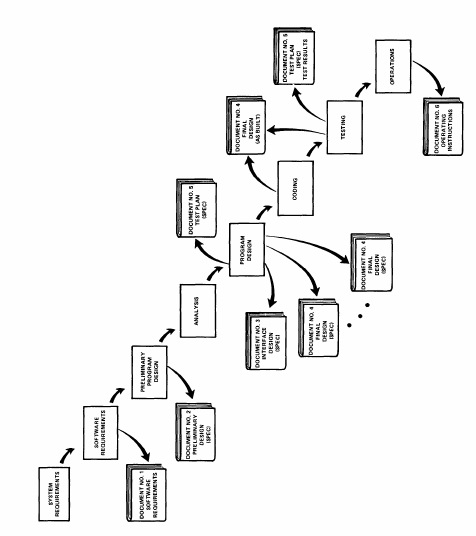 SYSTEM
REQUIREMENTS
SOFTWARE
REQUIREMENTS
DOCUMENT NO. 1
SOFTWARE
REQUIREMENTS
PRELIMINARY
PROGRAM
DESIGN
DOCUMENT NO. 2
PRELIMINARY
DESIGN
(SPEC)
ANALYSIS
PROGRAM
DESIGN
DOCUMENT NO. 5
TEST PLAN
(SPEC)
DOCUMENT NO. 3
INTERFACE
DESIGN
(SPEC)
DOCUMENT NO. 4
FINAL
DESIGN
(SPEC)
DOCUMENT NO. 4
FINAL
DESIGN
(SPEC)
CODING
DOCUMENT NO. 4
FINAL
DESIGN
(AS BUILT)
TESTING
DOCUMENT NO. 5
TEST PLAN
(SPEC)
TEST RESULTS
OPERATIONS
DOCUMENT NO. 6
OPERATING
INSTRUCTIONS